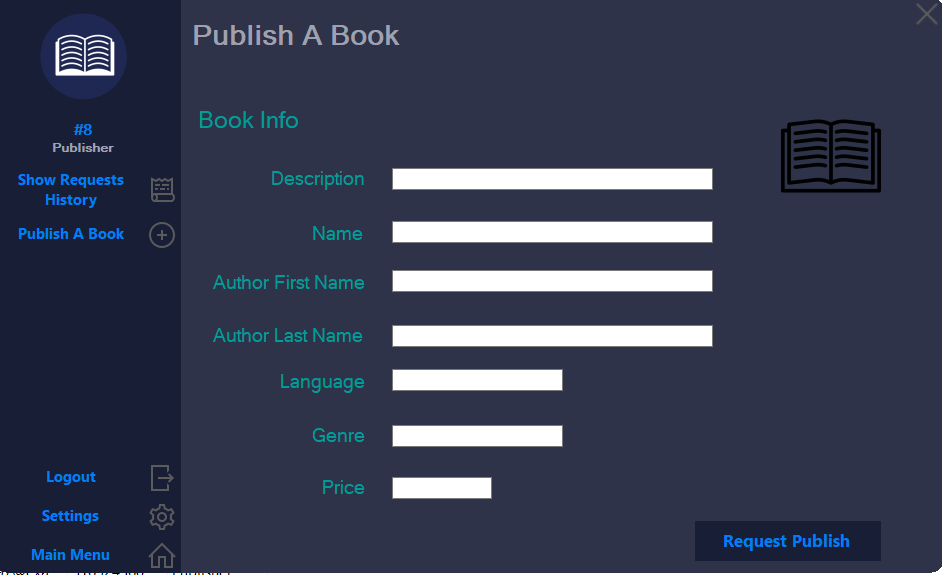 #8
Publisher
Show Requests
History
Publish A Book
Logout
Settings
Main Menu
Publish A Book
Book Info
Description
Name
Author First Name
Author Last Name
Language
Genre
Price
Request Publish